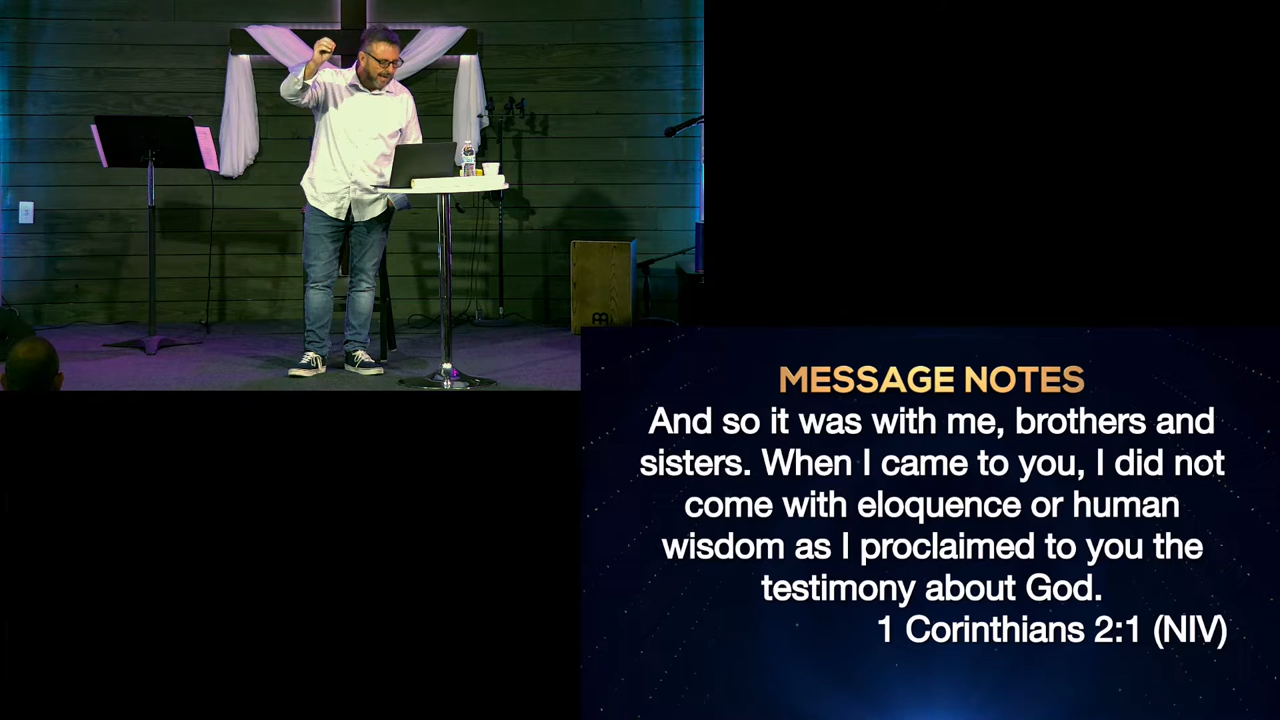 MESSAGE NOTES
And so it was with me, brothers and
sisters. When I came to you, I did not
come with eloquence or human
wisdom as I proclaimed to you the
testimony about God.
1 Corinthians 2:1 (NIV)